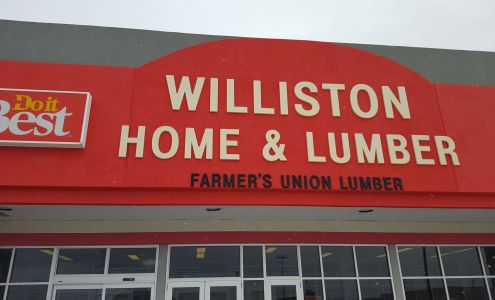 Do it
Best
WILLISTON
HOME & LUMBER
FARMER'S UNION LUMBER